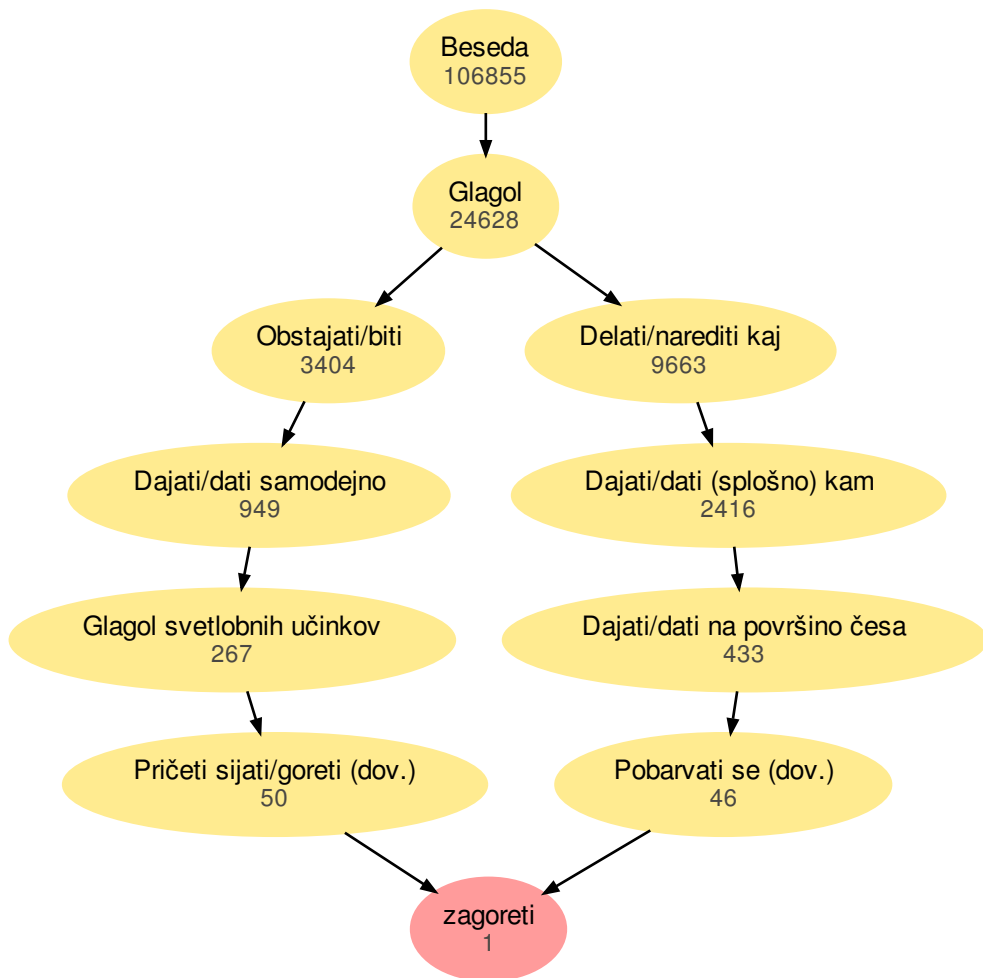 Beseda
106855
Glagol
24628
Obstajati/biti
3404
Delati/narediti kaj
9663
Dajati/dati samodejno
949
Dajati/dati (splošno) kam
2416
Glagol svetlobnih učinkov
267
Dajati/dati na površino česa
433
Pričeti sijati/goreti (dov.)
50
Pobarvati se (dov.)
46
zagoreti
1